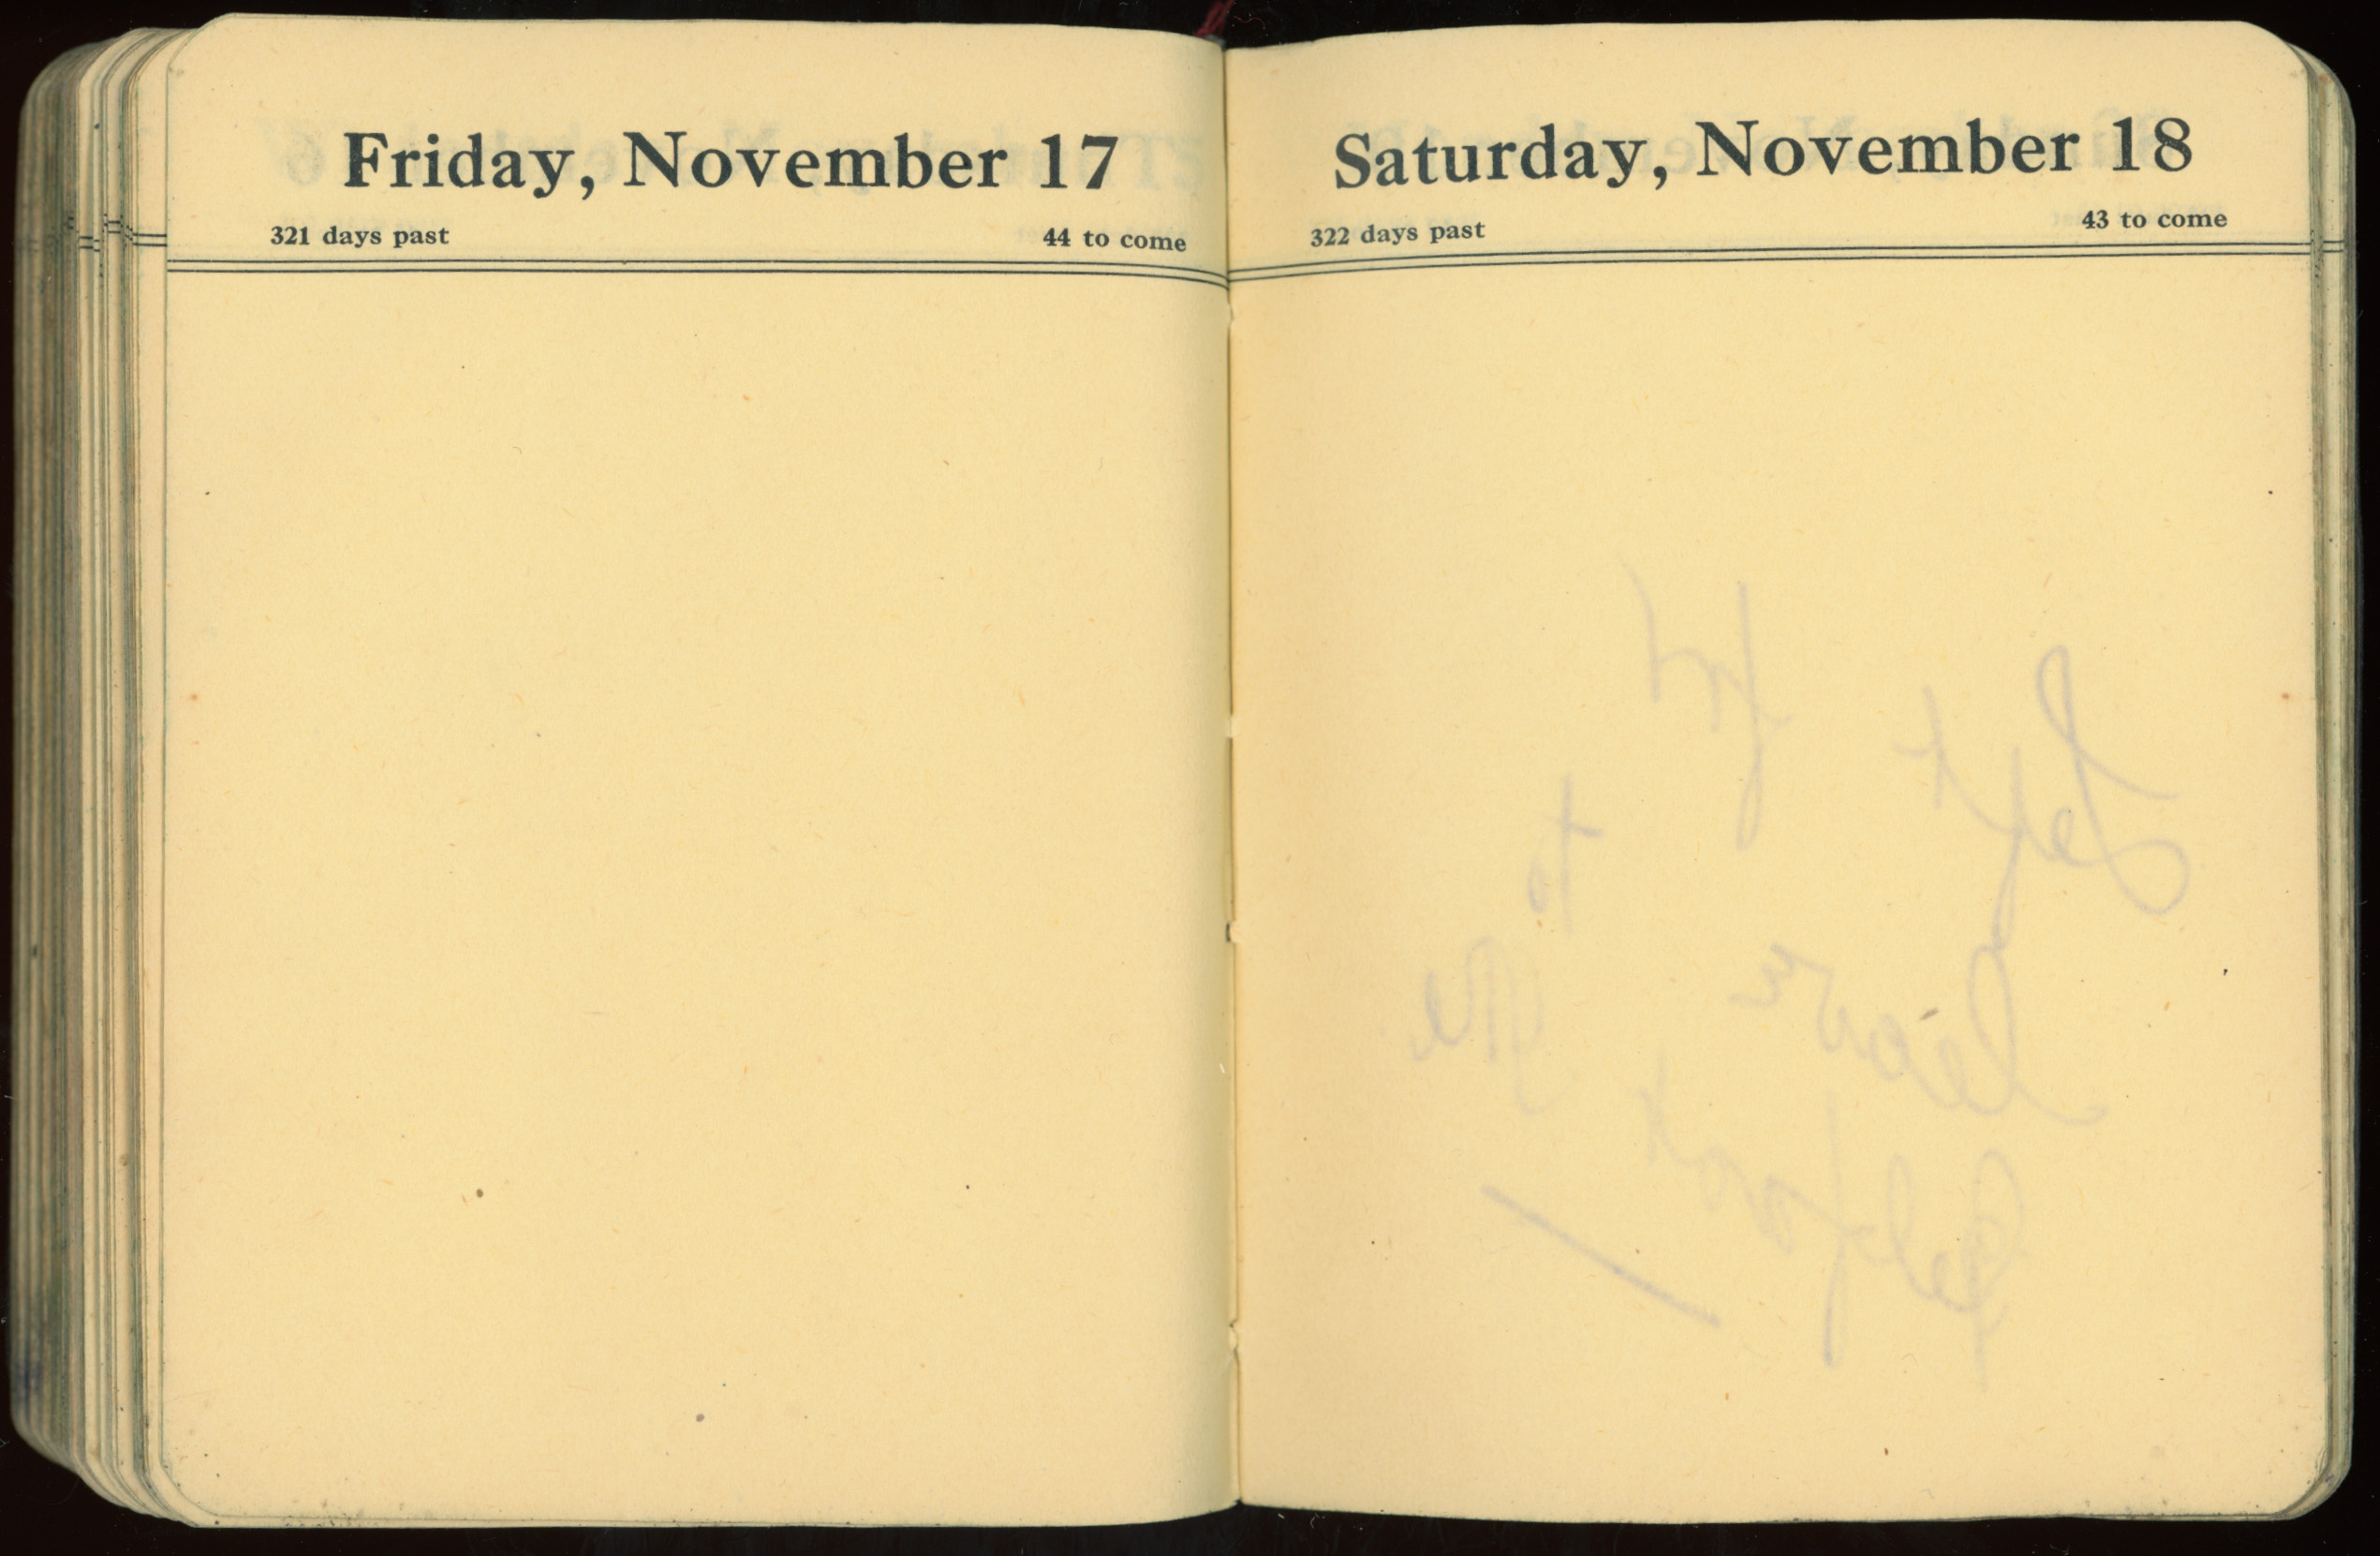 Friday, November 17
321 days past 44 to come
Saturday, November 18
322 days past 43 to come